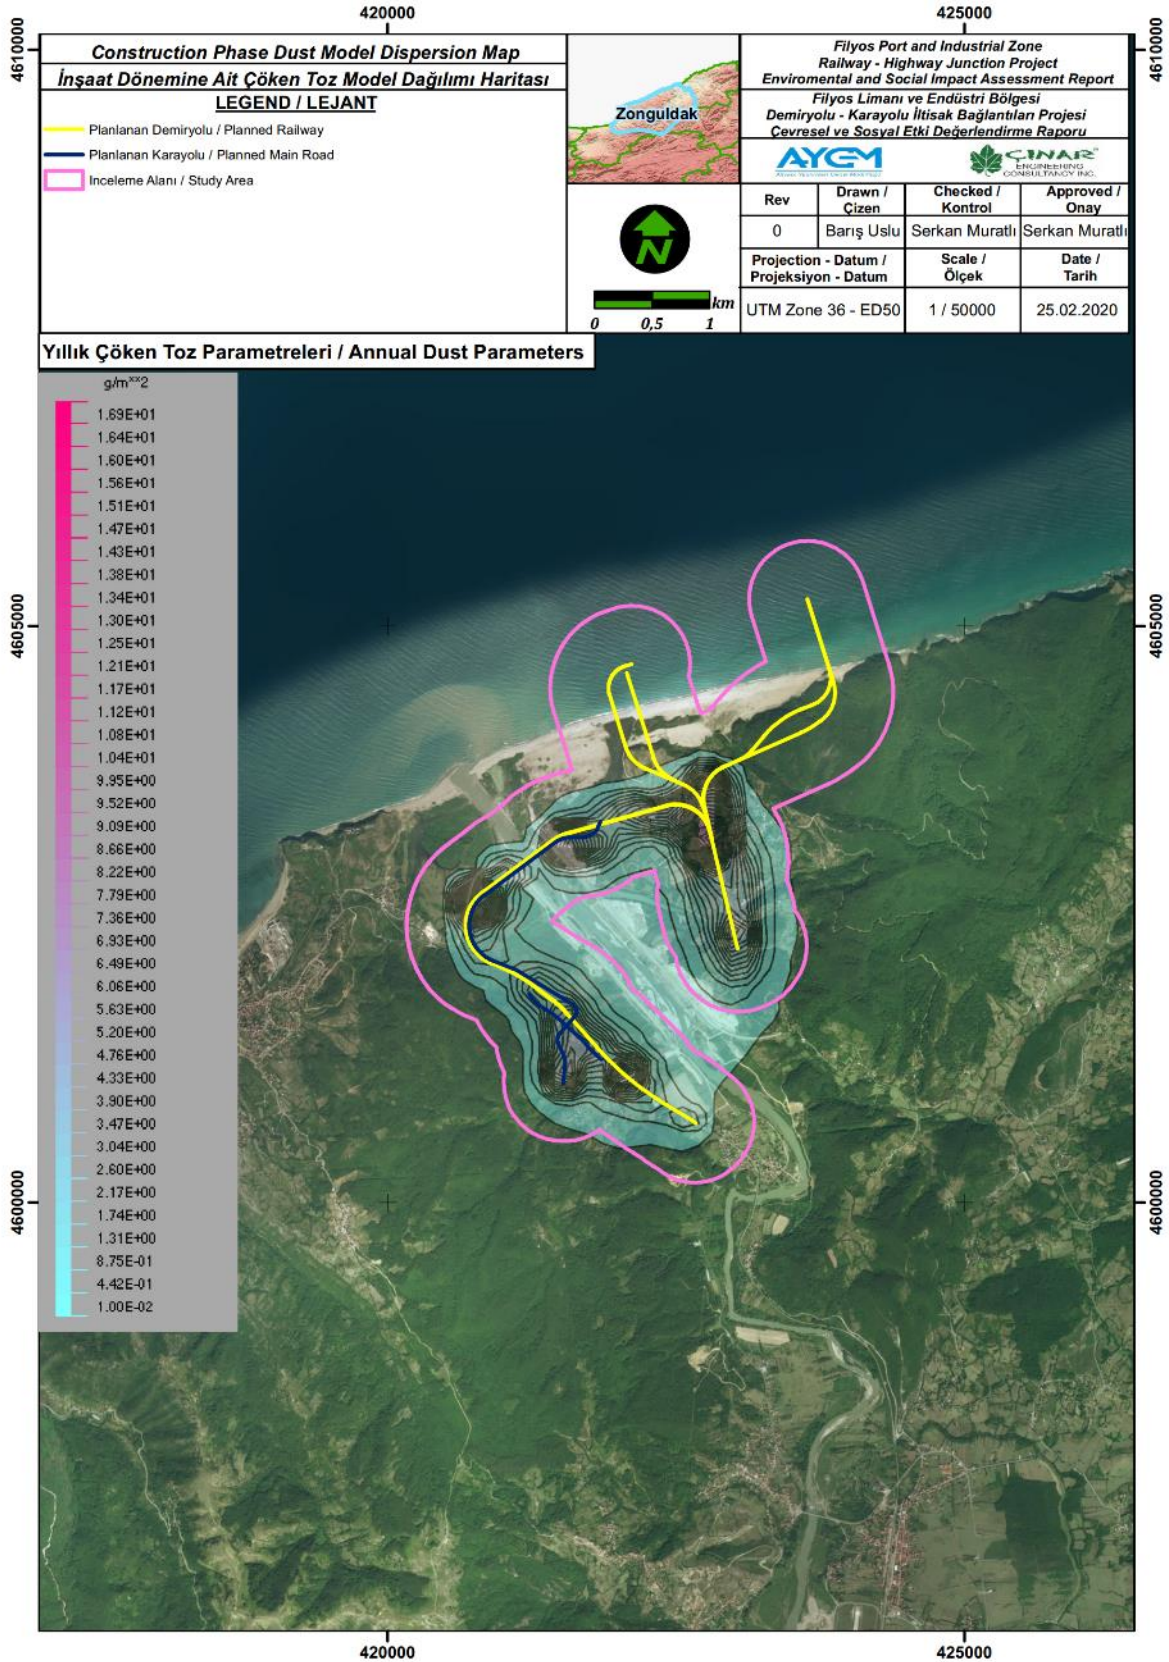 420000
425000
4610000
4610000
Construction Phase Dust Model Dispersion Map
İnşaat Dönemine Ait Çöken Toz Model Dağılımı Haritası
LEGEND / LEJANT
Planlanan Demiryolu / Planned Railway
Planlanan Karayolu / Planned Main Road
İnceleme Alanı / Study Area
Zonguldak
N
km
0 0,5 1
Filyos Port and Industrial Zone
Railway - Highway Junction Project
Enviromental and Social Impact Assessment Report
Filyos Limanı ve Endüstri Bölgesi
Demiryolu - Karayolu İltisak Bağlantıları Projesi
Çevresel ve Sosyal Etki Değerlendirme Raporu
AYGM
ÇINAR
ENGINEERING
CONSULTANCY INC.
Rev
Drawn /
Çizen
Checked /
Kontrol
Approved /
Onay
0
Barış Uslu
Serkan Muratlı
Serkan Muratlı
Projection - Datum /
Projeksiyon - Datum
Scale /
Ölçek
Date /
Tarih
UTM Zone 36 - ED50
1 / 50000
25.02.2020
Yıllık Çöken Toz Parametreleri / Annual Dust Parameters
g/m**2
1.69E+01
1.64E+01
1.60E+01
1.56E+01
1.51E+01
1.47E+01
1.43E+01
1.38E+01
1.34E+01
1.30E+01
1.25E+01
1.21E+01
1.17E+01
1.12E+01
1.08E+01
1.04E+01
9.95E+00
9.52E+00
9.09E+00
8.66E+00
8.22E+00
7.79E+00
7.36E+00
6.93E+00
6.49E+00
6.06E+00
5.63E+00
5.20E+00
4.76E+00
4.33E+00
3.90E+00
3.47E+00
3.04E+00
2.60E+00
2.17E+00
1.74E+00
1.31E+00
8.75E-01
4.42E-01
1.00E-02
4605000
4605000
4600000
4600000
420000
425000